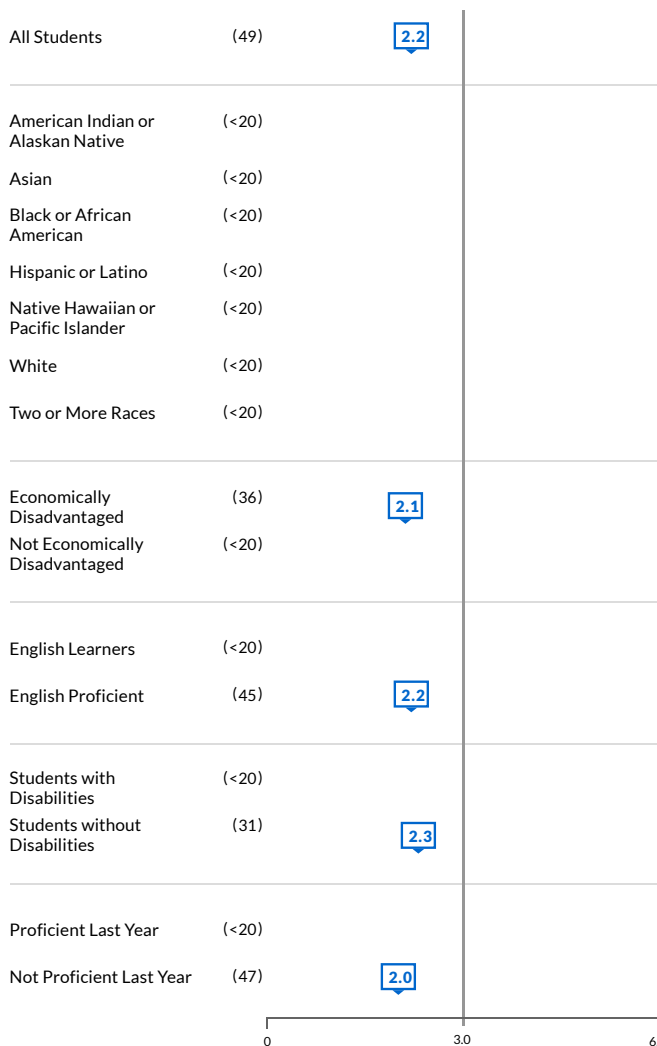 All Students (49) 2.2
American Indian or (<20)
Alaskan Native
Asian (<20)
Black or African (<20)
American
Hispanic or Latino (<20)
Native Hawaiian or (<20)
Pacific Islander
White (<20)
Two or More Races (<20)
Economically (36) 2.1
Disadvantaged
Not Economically (<20)
Disadvantaged
English Learners (<20)
English Proficient (45) 2.2
Students with (<20)
Disabilities
Students without (31) 2.3
Disabilities
Proficient Last Year (<20)
Not Proficient Last Year (47) 2.0
0 3.0 6.